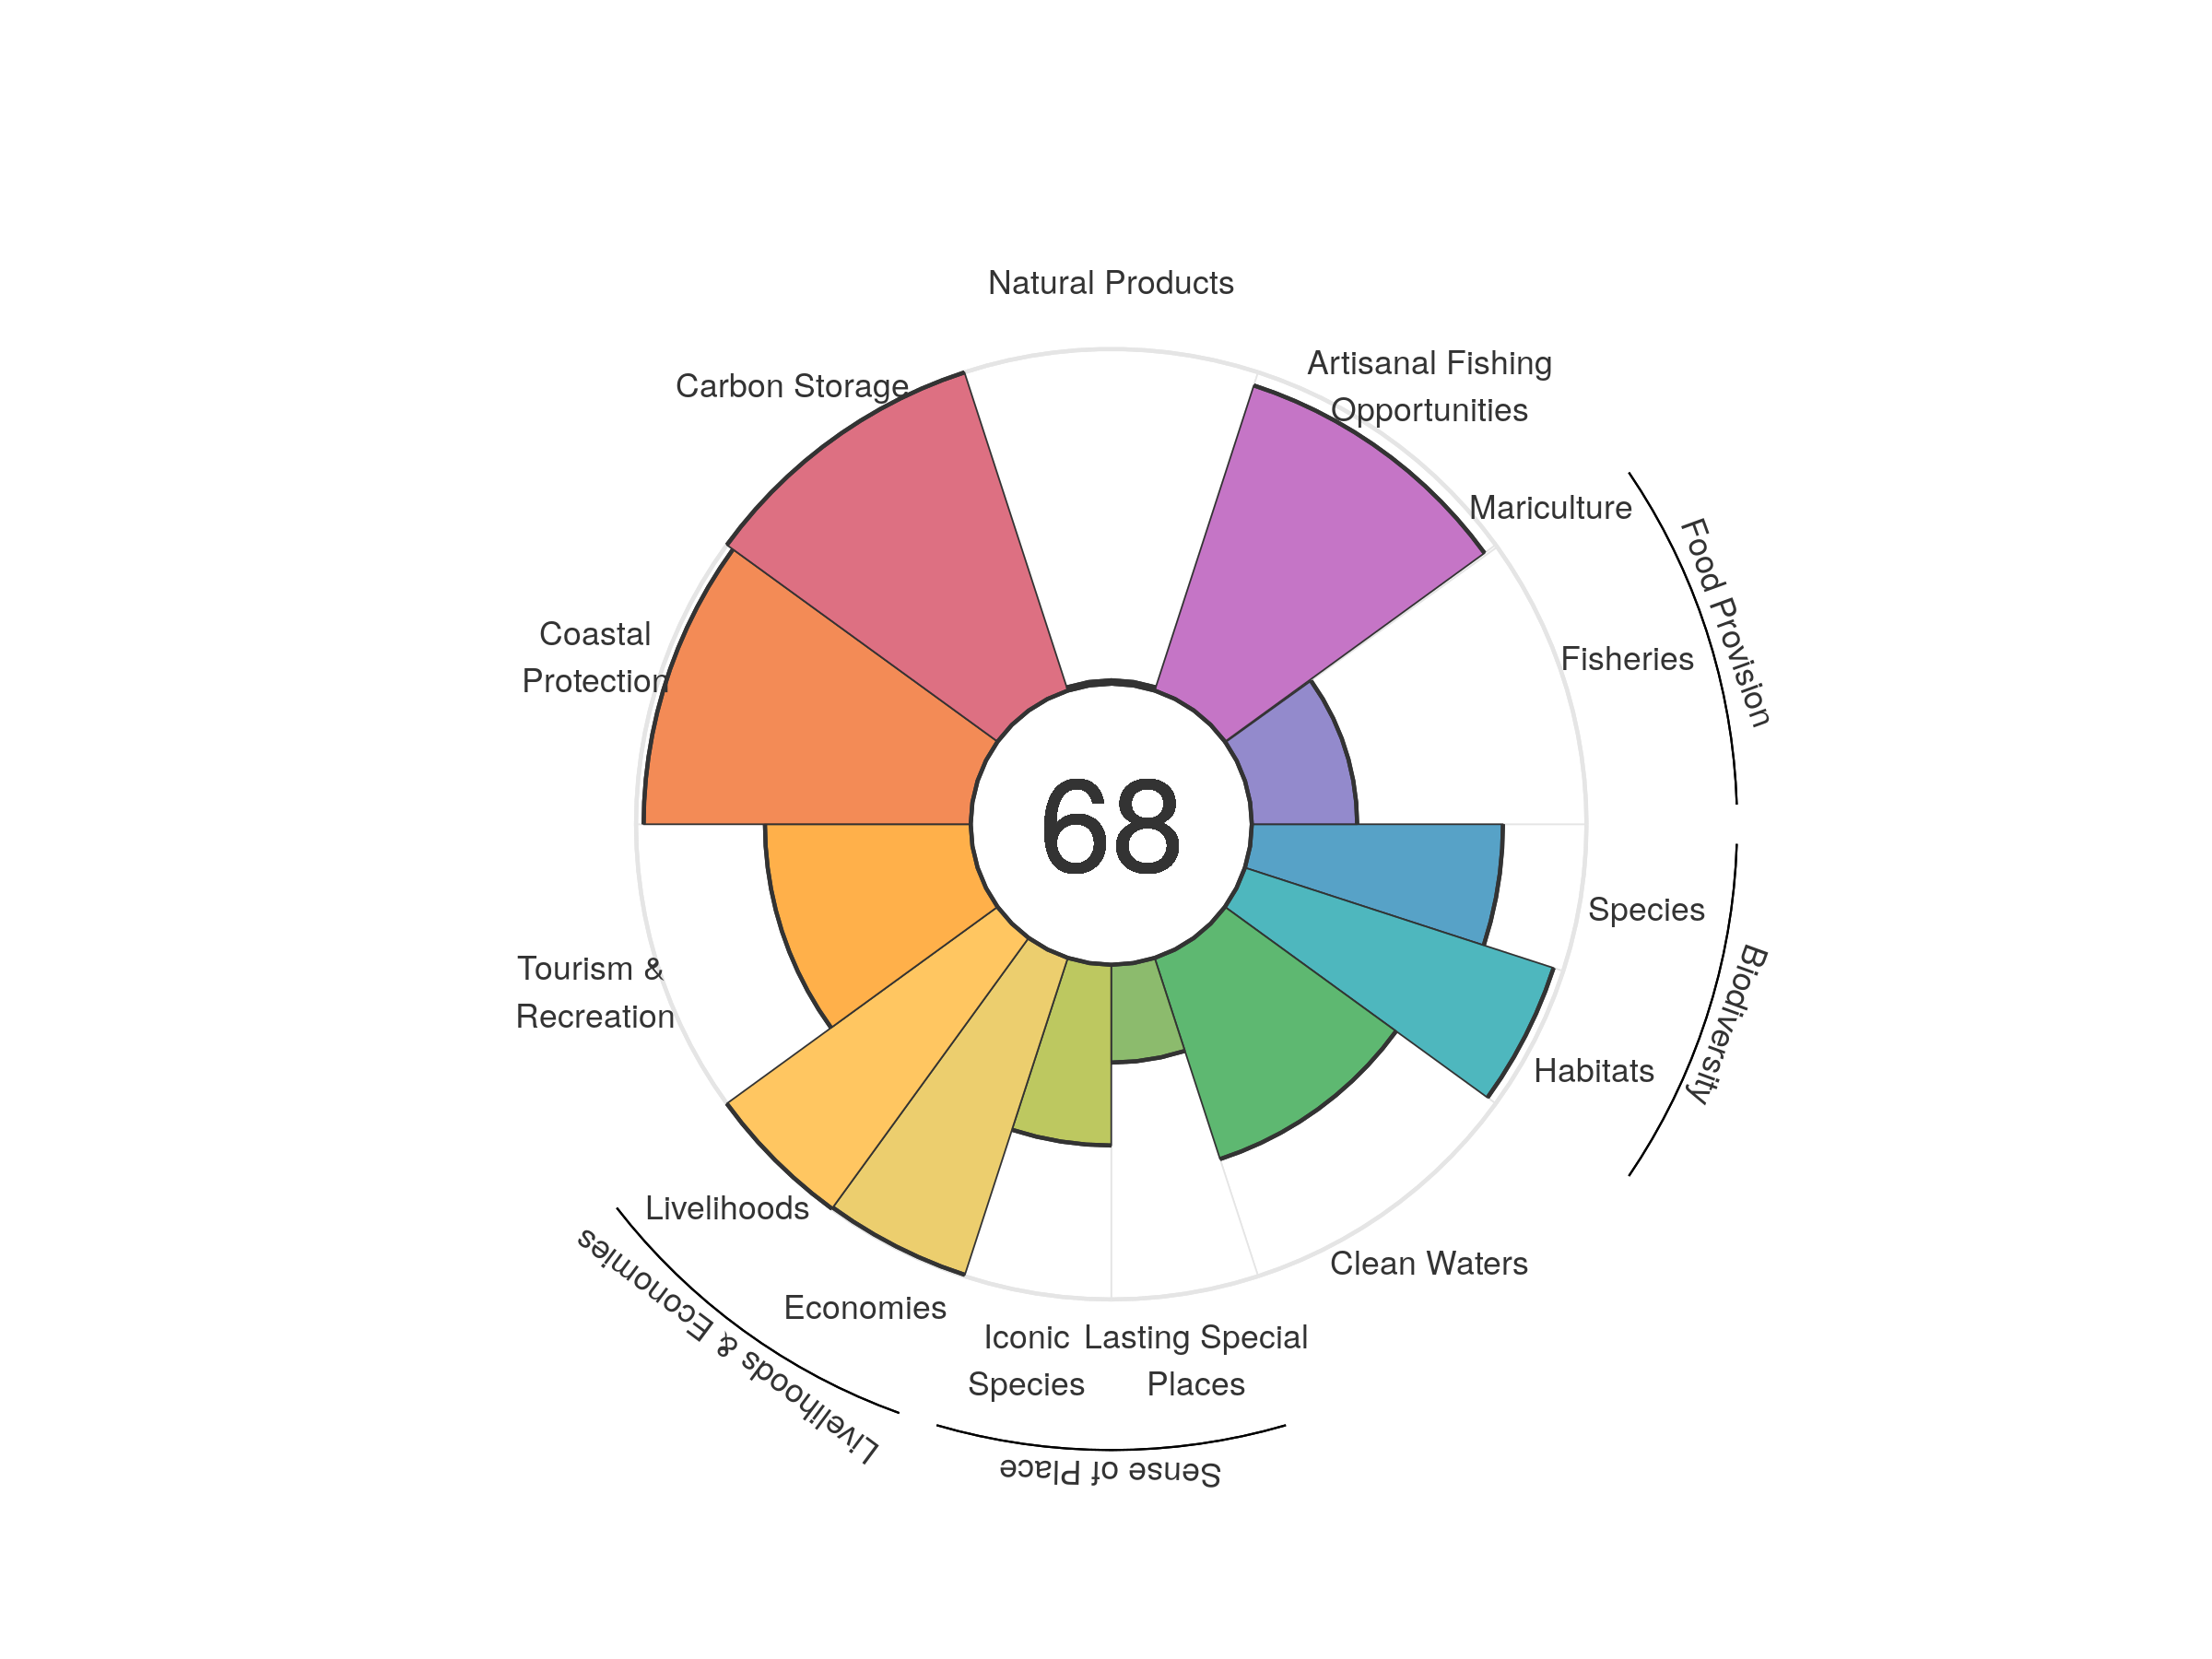 Natural Products
Artisanal Fishing
Opportunities
Carbon Storage
Mariculture
Food Provision
Coastal
Protection
Fisheries
68
Species
Biodiversity
Tourism &
Recreation
Habitats
Livelihoods
Clean Waters
Economies
Livelihoods & Economies
Iconic
Species
Lasting Special
Places
Sense of Place